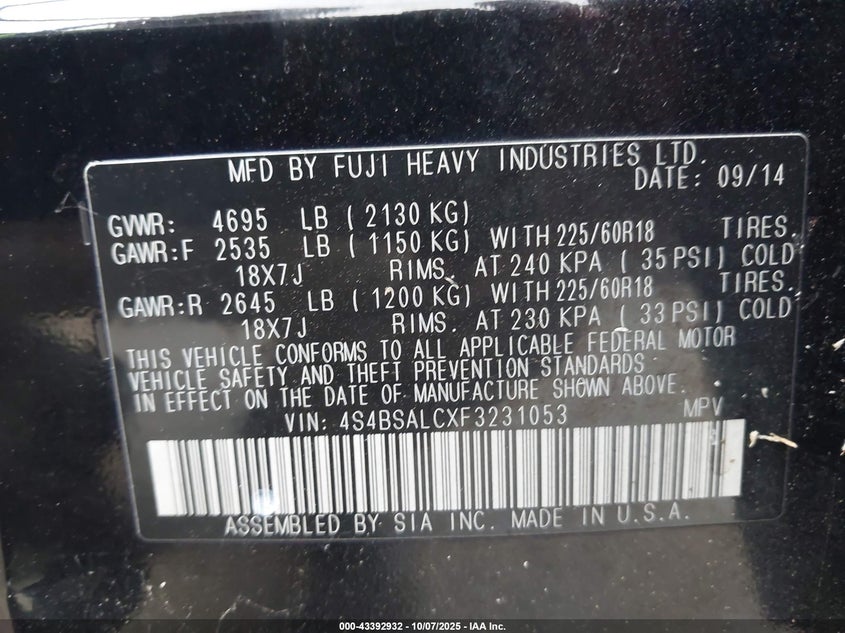 MFD BY FUJI HEAVY INDUSTRIES LTD.
DATE: 09/14
GVWR: 4695 LB ( 2130 KG)
GAWR:F 2535 LB ( 1150 KG) WITH 225/60R18 TIRES.
18X7J RIMS. AT 240 KPA ( 35 PSI) COLD
GAWR:R 2645 LB ( 1200 KG) WITH 225/60R18 TIRES.
18X7J RIMS. AT 230 KPA ( 33 PSI) COLD
THIS VEHICLE CONFORMS TO ALL APPLICABLE FEDERAL MOTOR
VEHICLE SAFETY AND THEFT PREVENTION STANDARDS
IN EFFECT ON THE DATE OF MANUFACTURE SHOWN ABOVE.
VIN: 4S4BSALCXF3231053 MPV
ASSEMBLED BY SIA INC. MADE IN U.S.A.
000-43392932 - 10/07/2025 - IAA Inc.